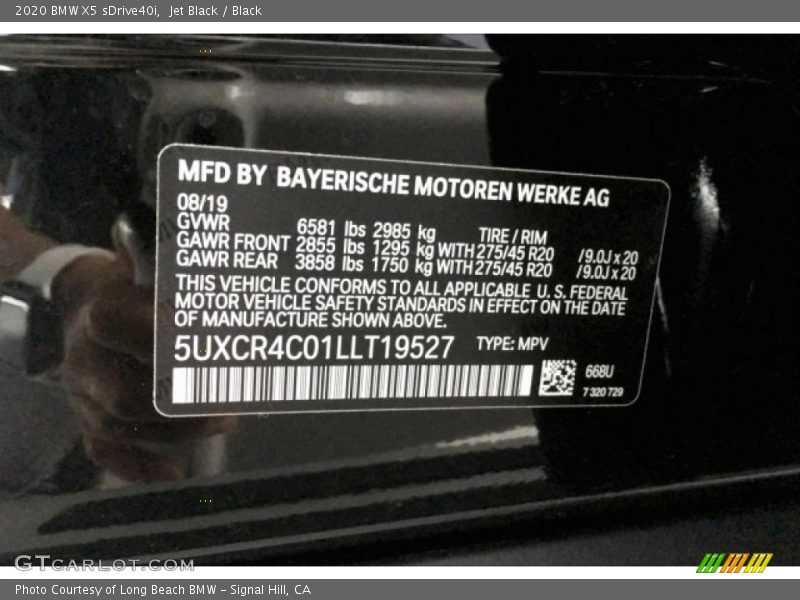 2020 BMW X5 sDrive40i,  Jet Black / Black
MFD BY BAYERISCHE MOTOREN WERKE AG
08/19
GVWR 6581 lbs 2985 kg TIRE / RIM
GAWR FRONT 2855 lbs 1295 kg WITH 275/45 R20 /9.0J x 20
GAWR REAR 3858 lbs 1750 kg WITH 275/45 R20 /9.0J x 20
THIS VEHICLE CONFORMS TO ALL APPLICABLE U. S. FEDERAL
MOTOR VEHICLE SAFETY STANDARDS IN EFFECT ON THE DATE
OF MANUFACTURE SHOWN ABOVE.
5UXCR4C01LLT19527 TYPE: MPV
668U
7 320 729
GTCARLOT.COM
Photo Courtesy of Long Beach BMW - Signal Hill, CA